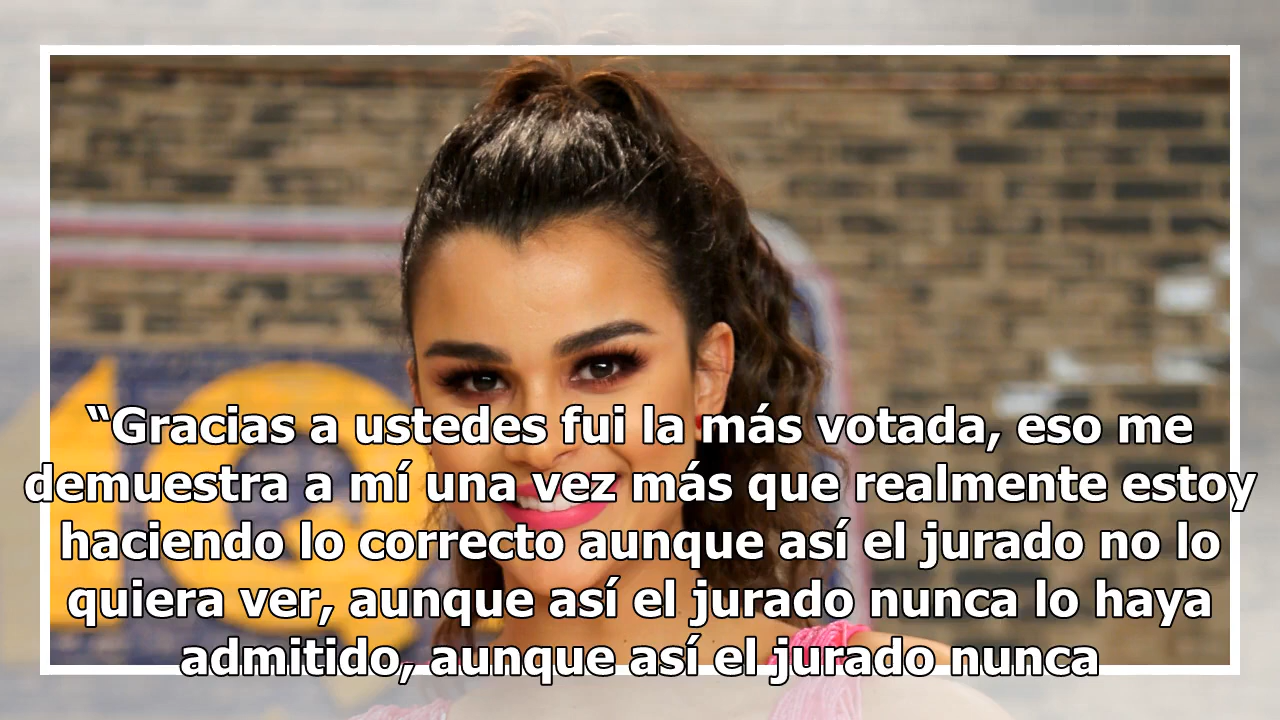 “Gracias a ustedes fui la más votada, eso me
demuestra a mí una vez más que realmente estoy
haciendo lo correcto aunque así el jurado no lo
quiera ver, aunque así el jurado nunca lo haya
admitido, aunque así el jurado nunca